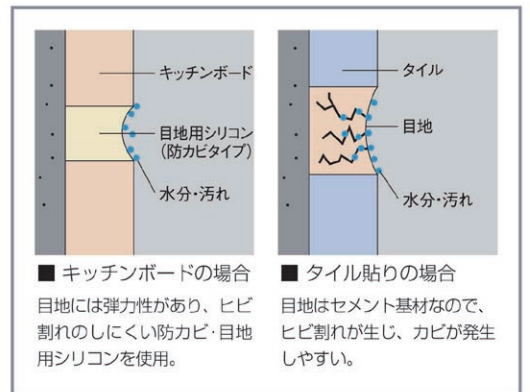 キッチンボード
目地用シリコン
(防カビタイプ)
水分・汚れ
■ キッチンボードの場合
目地には弾力性があり、ヒビ
割れのしにくい防カビ・目地
用シリコンを使用。
タイル
目地
水分・汚れ
■ タイル貼りの場合
目地はセメント基材なので、
ヒビ割れが生じ、カビが発生
しやすい。